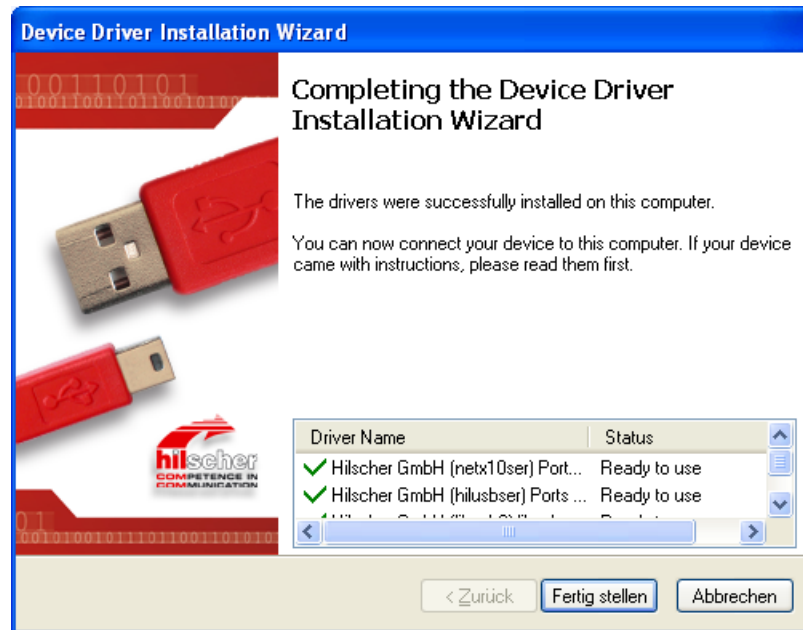 Device Driver Installation Wizard
00110101
Completing the Device Driver
Installation Wizard
The drivers were successfully installed on this computer.
You can now connect your device to this computer. If your device
came with instructions, please read them first.
hilscher
COMPETENCE IN
COMMUNICATION
Driver Name Status
Hilscher GmbH (netx10ser) Port... Ready to use
Hilscher GmbH (hilusbser) Ports ... Ready to use
01
< Zurück Fertig stellen Abbrechen